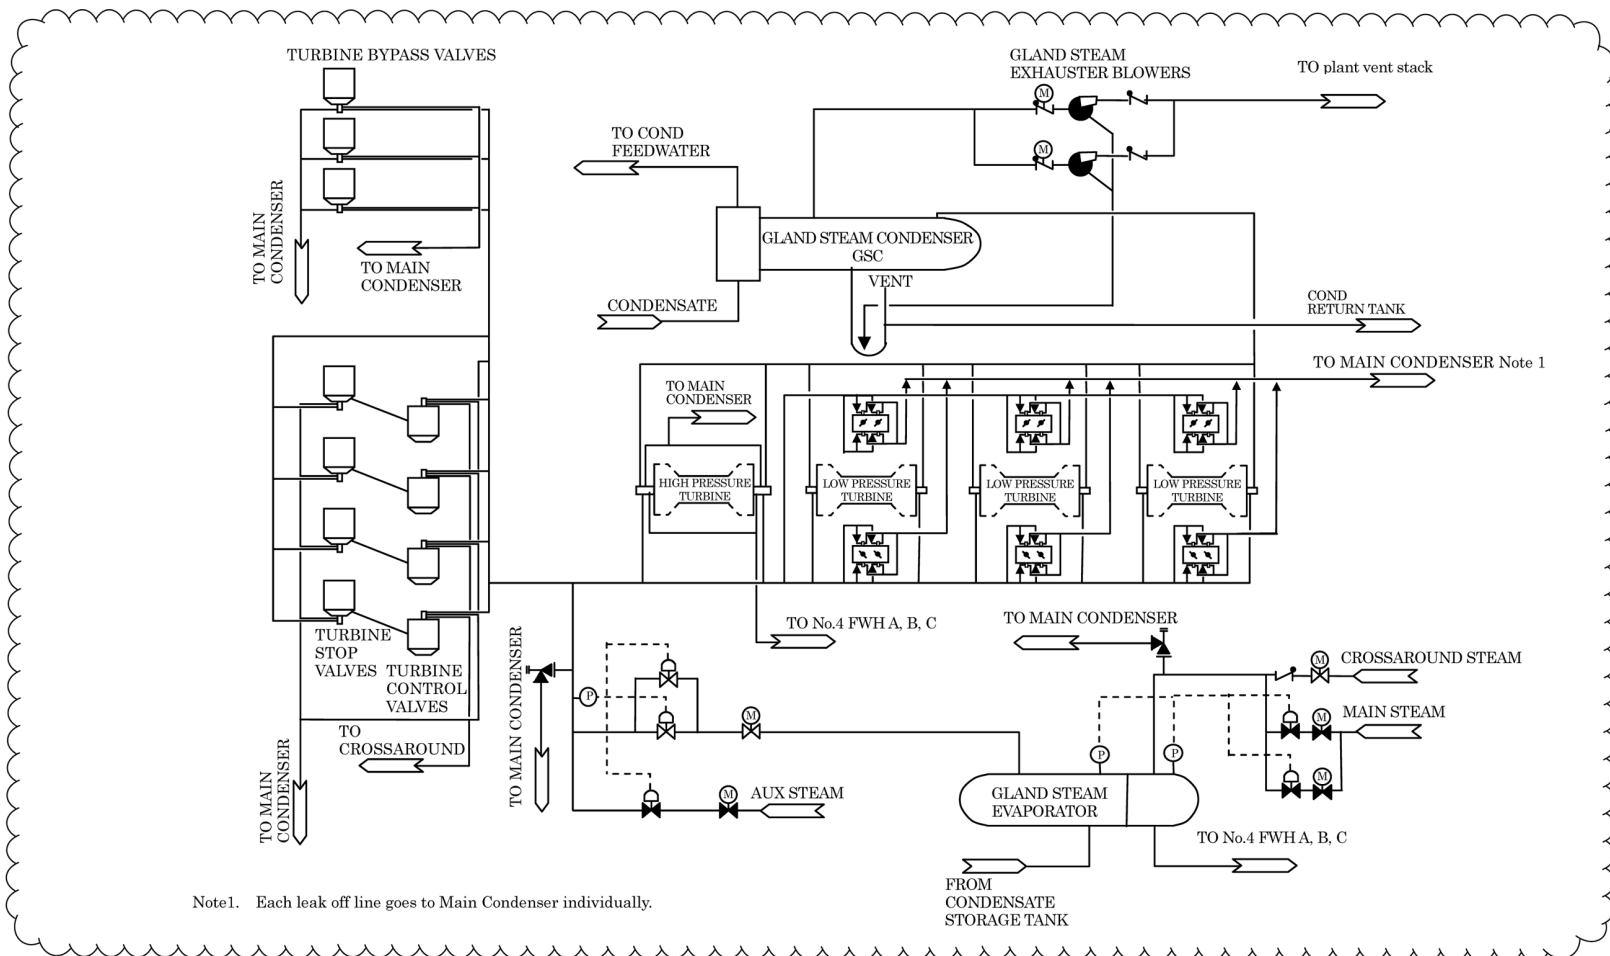 TURBINE BYPASS VALVES
GLAND STEAM
EXHAUSTER BLOWERS
TO plant vent stack
M
TO COND
FEEDWATER
M
TO MAIN
CONDENSER
GLAND STEAM CONDENSER
GSC
TO MAIN
CONDENSER
VENT
CONDENSATE
COND
RETURN TANK
TO MAIN CONDENSER Note 1
TO MAIN
CONDENSER
HIGH PRESSURE
TURBINE
LOW PRESSURE
TURBINE
LOW PRESSURE
TURBINE
LOW PRESSURE
TURBINE
TURBINE
STOP
VALVES
TURBINE
CONTROL
VALVES
TO No.4 FWH A, B, C
TO MAIN CONDENSER
TO MAIN CONDENSER
M
CROSSAROUND STEAM
P
M
M
MAIN STEAM
TO
CROSSAROUND
P
P
M
TO MAIN
CONDENSER
M
AUX STEAM
GLAND STEAM
EVAPORATOR
TO No.4 FWH A, B, C
FROM
CONDENSATE
STORAGE TANK
Note1. Each leak off line goes to Main Condenser individually.